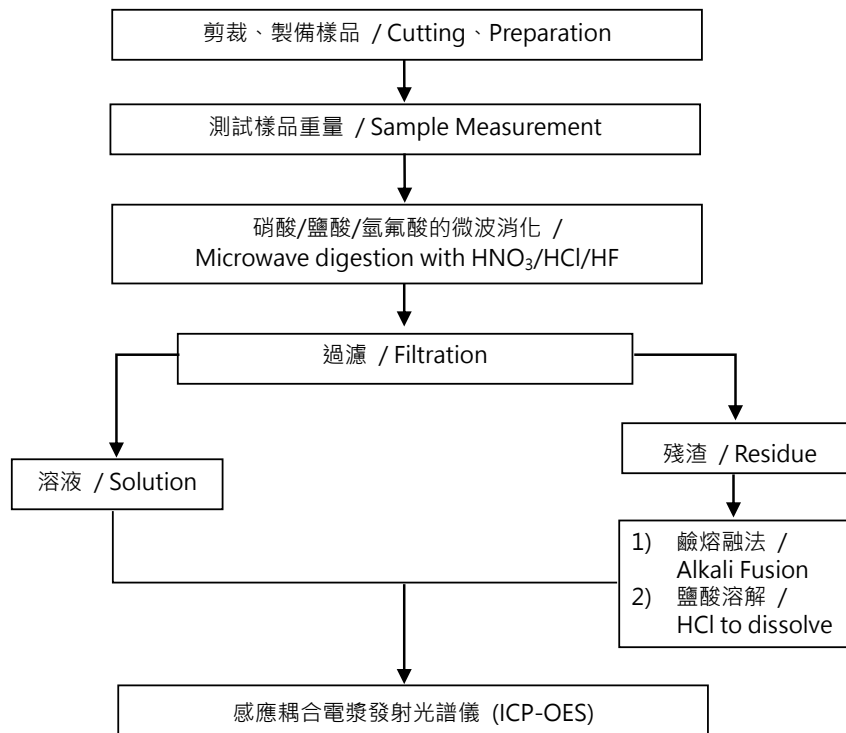 剪裁、製備樣品 / Cutting、Preparation
測試樣品重量 / Sample Measurement
硝酸/鹽酸/氫氟酸的微波消化 /
Microwave digestion with HNO₃/HCl/HF
過濾 / Filtration
溶液 / Solution
殘渣 / Residue
1) 鹼熔融法 /
Alkali Fusion
2) 鹽酸溶解 /
HCl to dissolve
感應耦合電漿發射光譜儀 (ICP-OES)